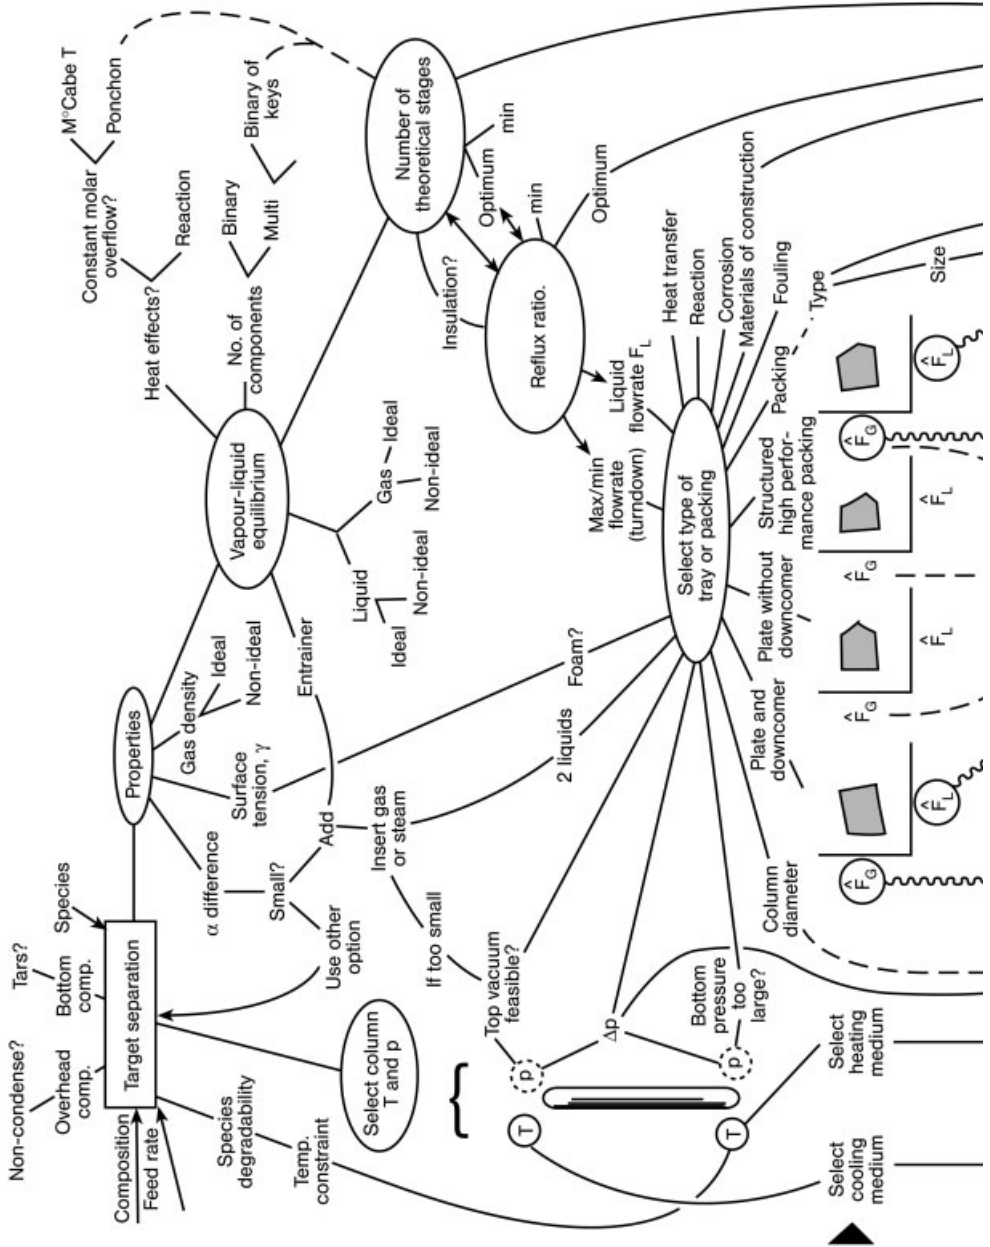 Non-condense?
Tars?
Species
Overhead
comp.
Bottom
comp.
Composition
Feed rate
Target separation
Properties
Species
degradability
Temp.
constraint
Select column
T and p
Use other
option
α difference
Small?
Add
Surface
tension, γ
Gas density
Ideal
Non-ideal
Entrainer
Vapour-liquid
equilibrium
Heat effects?
Constant molar
overflow?
MᶜCabe T
Ponchon
Reaction
No. of
components
Binary
Multi
Binary of
keys
Liquid
Ideal
Non-ideal
Gas
Ideal
Non-ideal
Number of
theoretical stages
Insulation?
Optimum
min
Reflux ratio.
min
Optimum
Insert gas
or steam
If too small
2 liquids
Foam?
Max/min
flowrate
(turndown)
Liquid
flowrate F_L
Heat transfer
Reaction
Corrosion
Materials of construction
Fouling
Type
Size
Select type of
tray or packing
Top vacuum
feasible?
Δp
Bottom
pressure
too
large?
p
p
T
T
Column
diameter
Plate and
downcomer
Plate without
downcomer
Structured
high perfor-
mance packing
Packing
Select
cooling
medium
Select
heating
medium
F̂_G
F̂_L
F̂_G
F̂_L
F̂_G
F̂_L
F̂_G
F̂_L